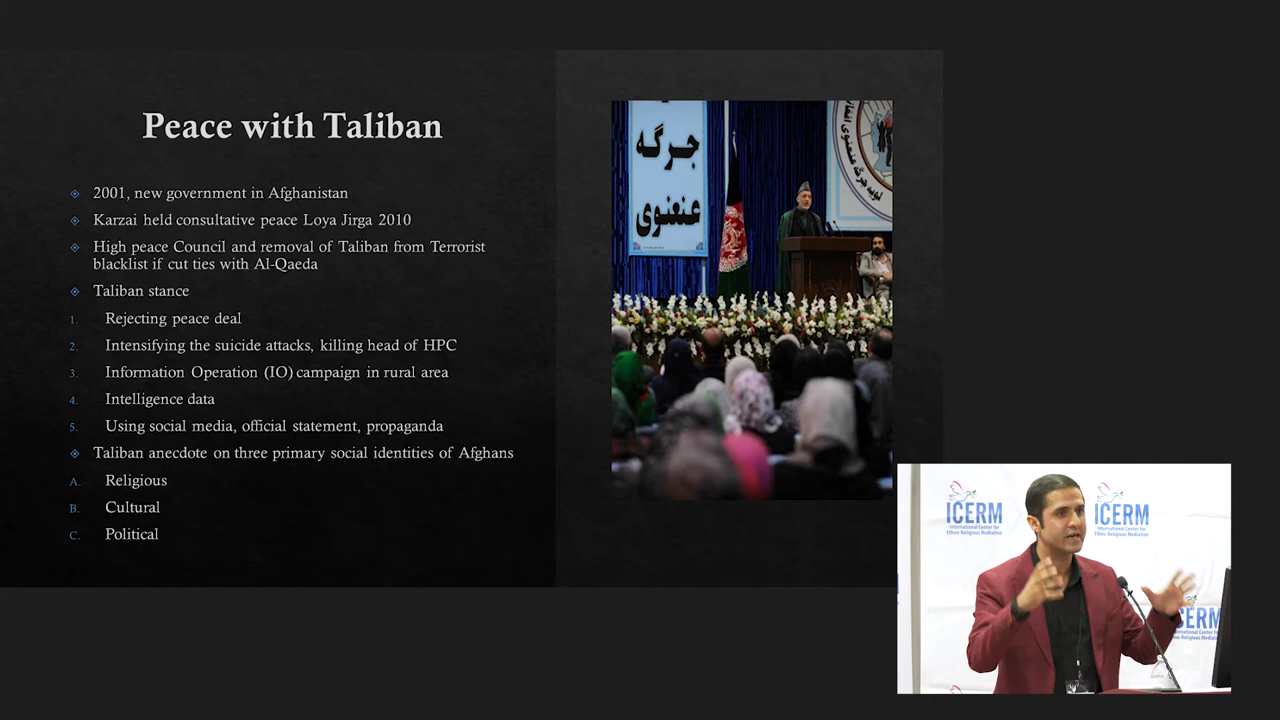 Peace with Taliban
2001, new government in Afghanistan
Karzai held consultative peace Loya Jirga 2010
High peace Council and removal of Taliban from Terrorist
blacklist if cut ties with Al-Qaeda
Taliban stance
1. Rejecting peace deal
2. Intensifying the suicide attacks, killing head of HPC
3. Information Operation (IO) campaign in rural area
4. Intelligence data
5. Using social media, official statement, propaganda
Taliban anecdote on three primary social identities of Afghans
A. Religious
B. Cultural
C. Political
جرگه
عنعنوی
لویه جرگه عنعنوی
ICERM
International Center for
Ethno-Religious Mediation
ICERM
International Center for
Ethno-Religious Mediation
CERM